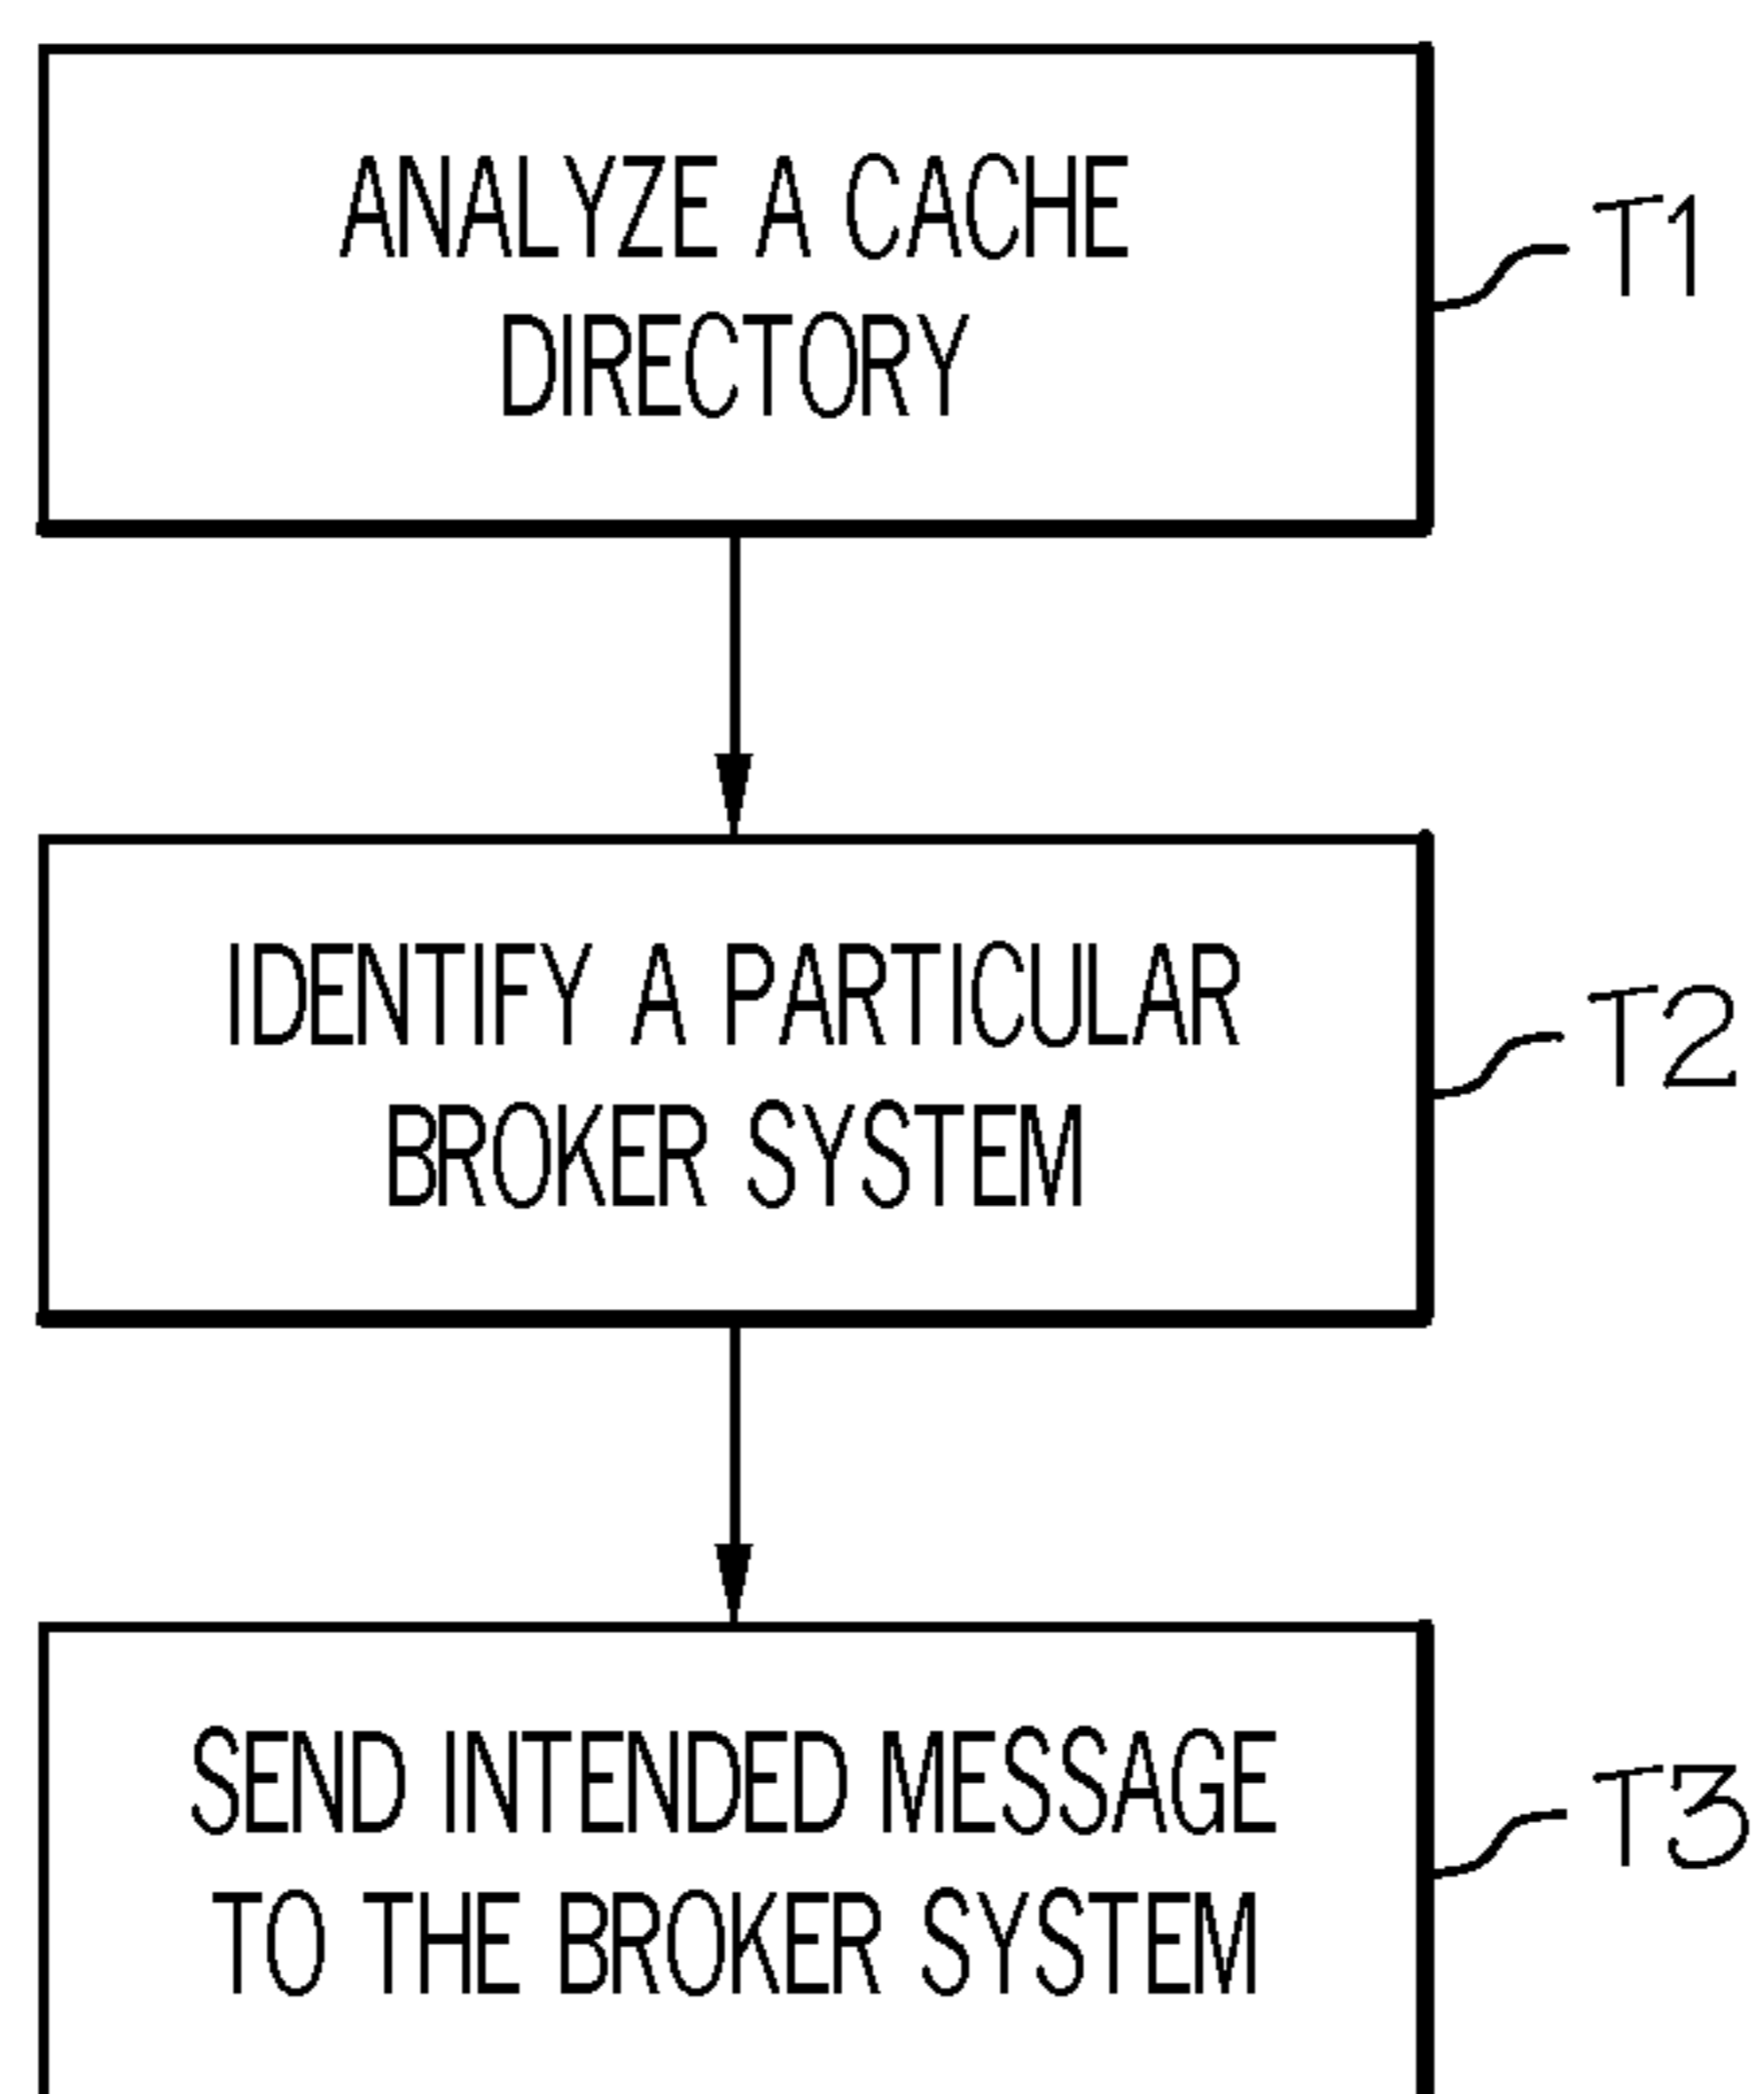 ANALYZE A CACHE
DIRECTORY
T1
IDENTIFY A PARTICULAR
BROKER SYSTEM
T2
SEND INTENDED MESSAGE
TO THE BROKER SYSTEM
T3